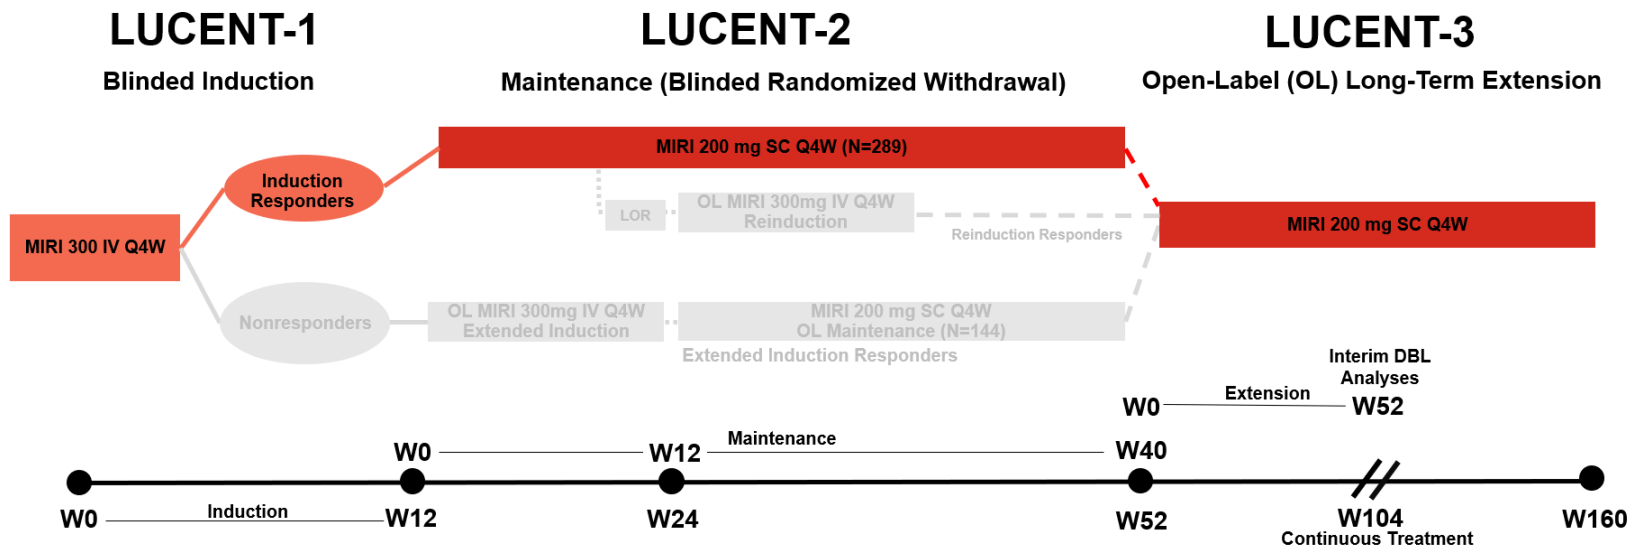 LUCENT-1
Blinded Induction
LUCENT-2
Maintenance (Blinded Randomized Withdrawal)
LUCENT-3
Open-Label (OL) Long-Term Extension
MIRI 300 IV Q4W
Induction
Responders
Nonresponders
MIRI 200 mg SC Q4W (N=289)
LOR
OL MIRI 300mg IV Q4W
Reinduction
Reinduction Responders
OL MIRI 300mg IV Q4W
Extended Induction
MIRI 200 mg SC Q4W
OL Maintenance (N=144)
Extended Induction Responders
MIRI 200 mg SC Q4W
Interim DBL
Analyses
W0 Extension W52
W0 W12 Maintenance W40
W0 Induction W12 W24 W52 W104 W160
Continuous Treatment